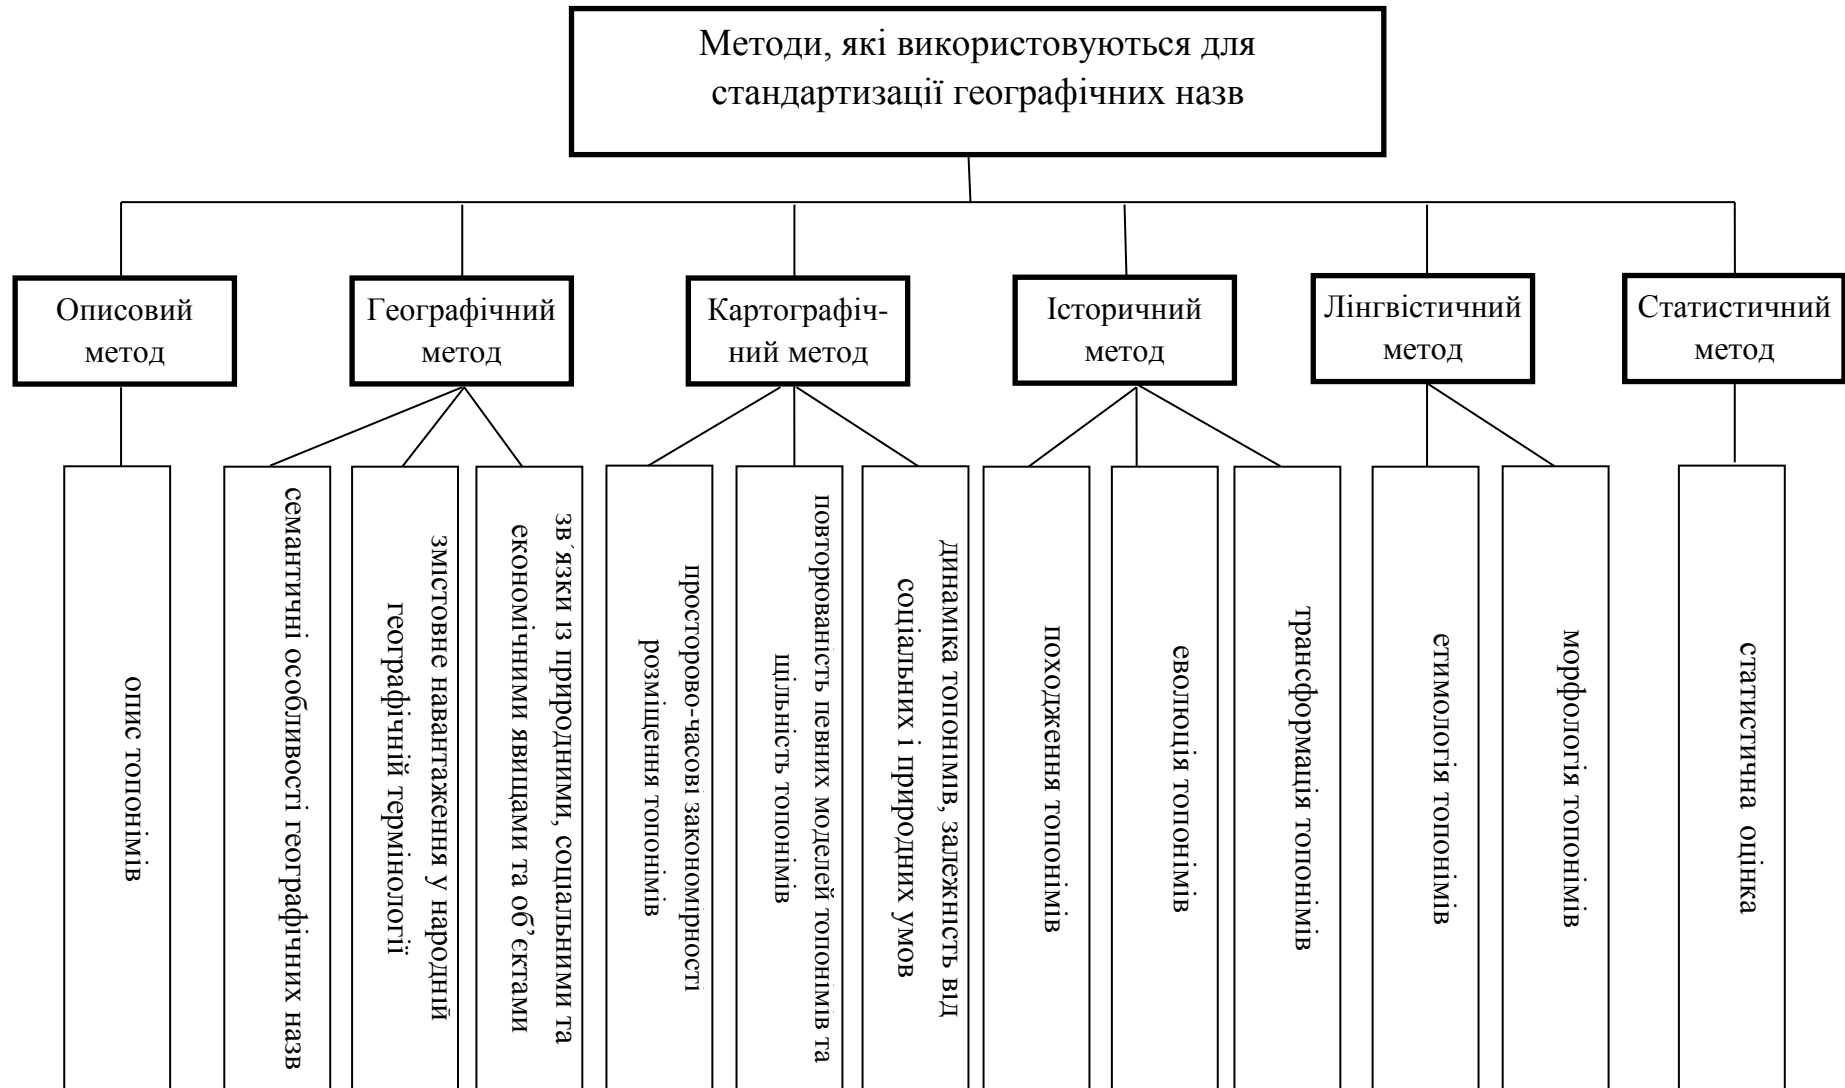 Методи, які використовуються для
стандартизації географічних назв
Описовий
метод
Географічний
метод
Картографіч-
ний метод
Історичний
метод
Лінгвістичний
метод
Статистичний
метод
опис топонімів
семантичні особливості географічних назв
змістовне навантаження у народній
географічній термінології
зв´язки із природними, соціальними та
економічними явищами та об’єктами
просторово-часові закономірності
розміщення топонімів
повторюваність певних моделей топонімів та
щільність топонімів
динаміка топонімів, залежність від
соціальних і природних умов
походження топонімів
еволюція топонімів
трансформація топонімів
етимологія топонімів
морфологія топонімів
статистична оцінка